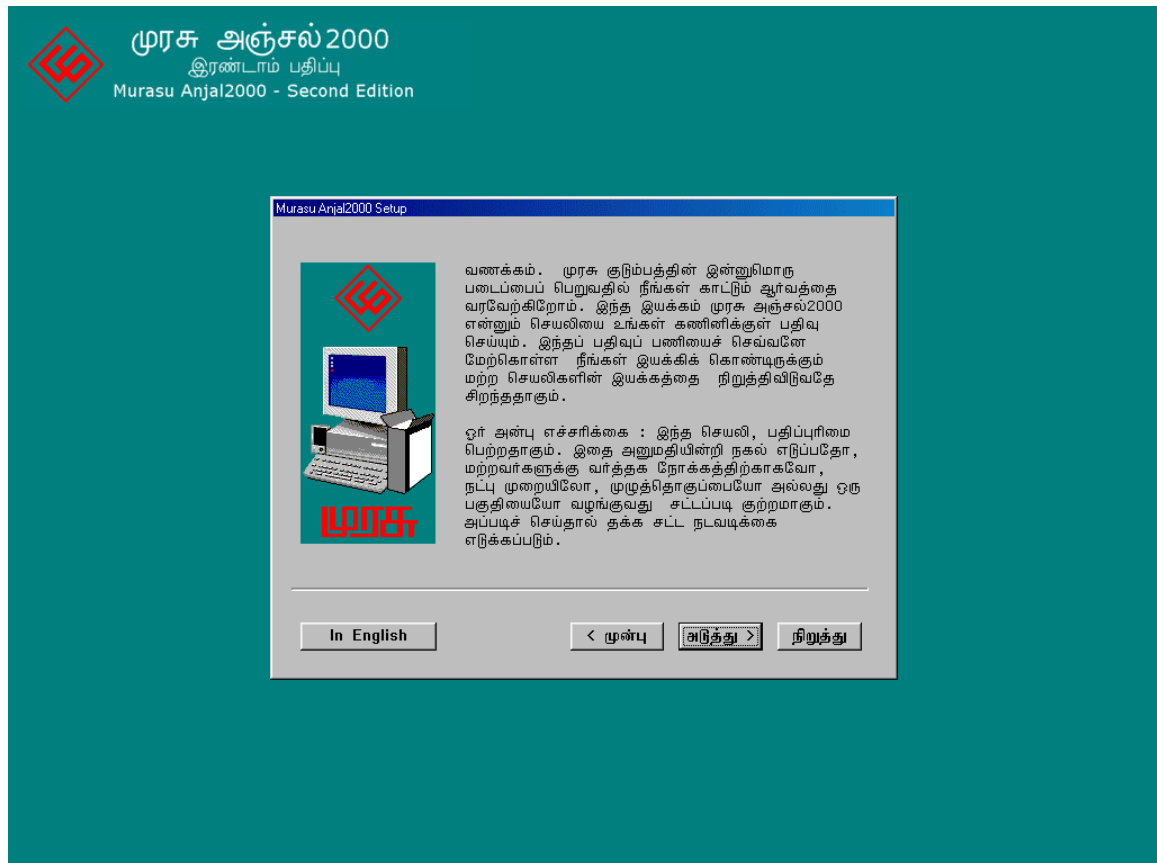 முரசு அஞ்சல்2000
இரண்டாம் பதிப்பு
Murasu Anjal2000 - Second Edition
Murasu Anjal2000 Setup
வணக்கம். முரசு குடும்பத்தின் இன்னுமொரு
படைப்பைப் பெறுவதில் நீங்கள் காட்டும் ஆர்வத்தை
வரவேற்கிறோம். இந்த இயக்கம் முரசு அஞ்சல்2000
என்னும் செயலியை உங்கள் கணினிக்குள் பதிவு
செய்யும். இந்தப் பதிவுப் பணியைச் செவ்வனே
மேற்கொள்ள நீங்கள் இயக்கிக் கொண்டிருக்கும்
மற்ற செயலிகளின் இயக்கத்தை நிறுத்திவிடுவதே
சிறந்ததாகும்.
ஓர் அன்பு எச்சரிக்கை : இந்த செயலி, பதிப்புரிமை
பெற்றதாகும். இதை அனுமதியின்றி நகல் எடுப்பதோ,
மற்றவர்களுக்கு வர்த்தக நோக்கத்திற்காகவோ,
நட்பு முறையிலோ, முழுத்தொகுப்பையோ அல்லது ஒரு
பகுதியையோ வழங்குவது சட்டப்படி குற்றமாகும்.
அப்படிச் செய்தால் தக்க சட்ட நடவடிக்கை
எடுக்கப்படும்.
முரசு
In English
< முன்பு
அடுத்து >
நிறுத்து